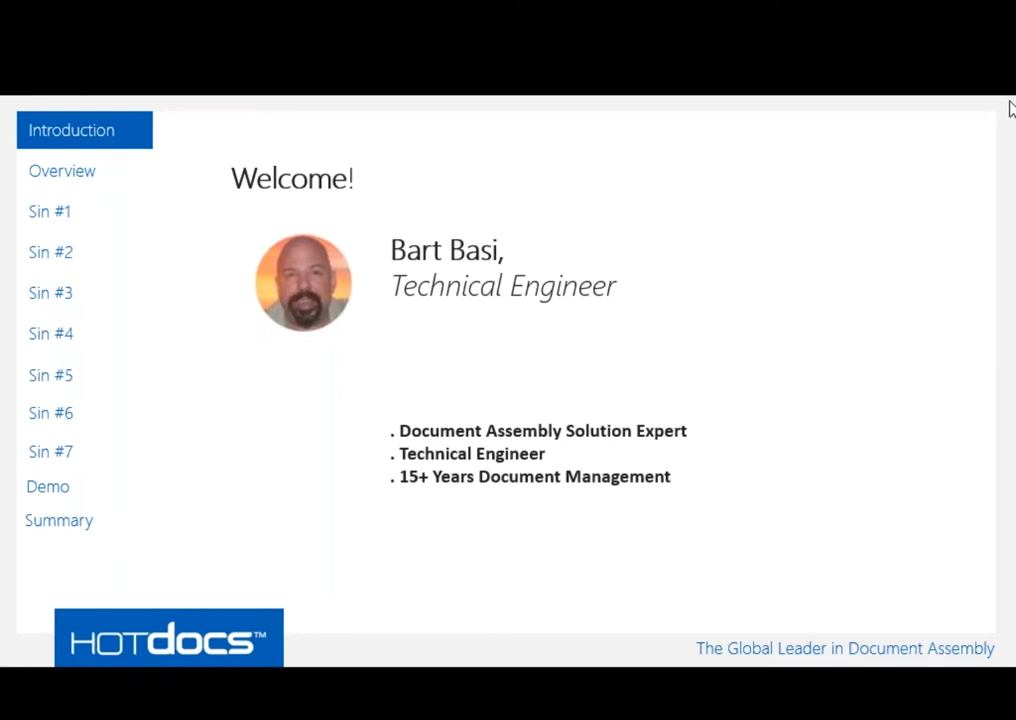 Introduction
Overview
Sin #1
Sin #2
Sin #3
Sin #4
Sin #5
Sin #6
Sin #7
Demo
Summary
Welcome!
Bart Basi,
Technical Engineer
. Document Assembly Solution Expert
. Technical Engineer
. 15+ Years Document Management
HOTdocs™
The Global Leader in Document Assembly